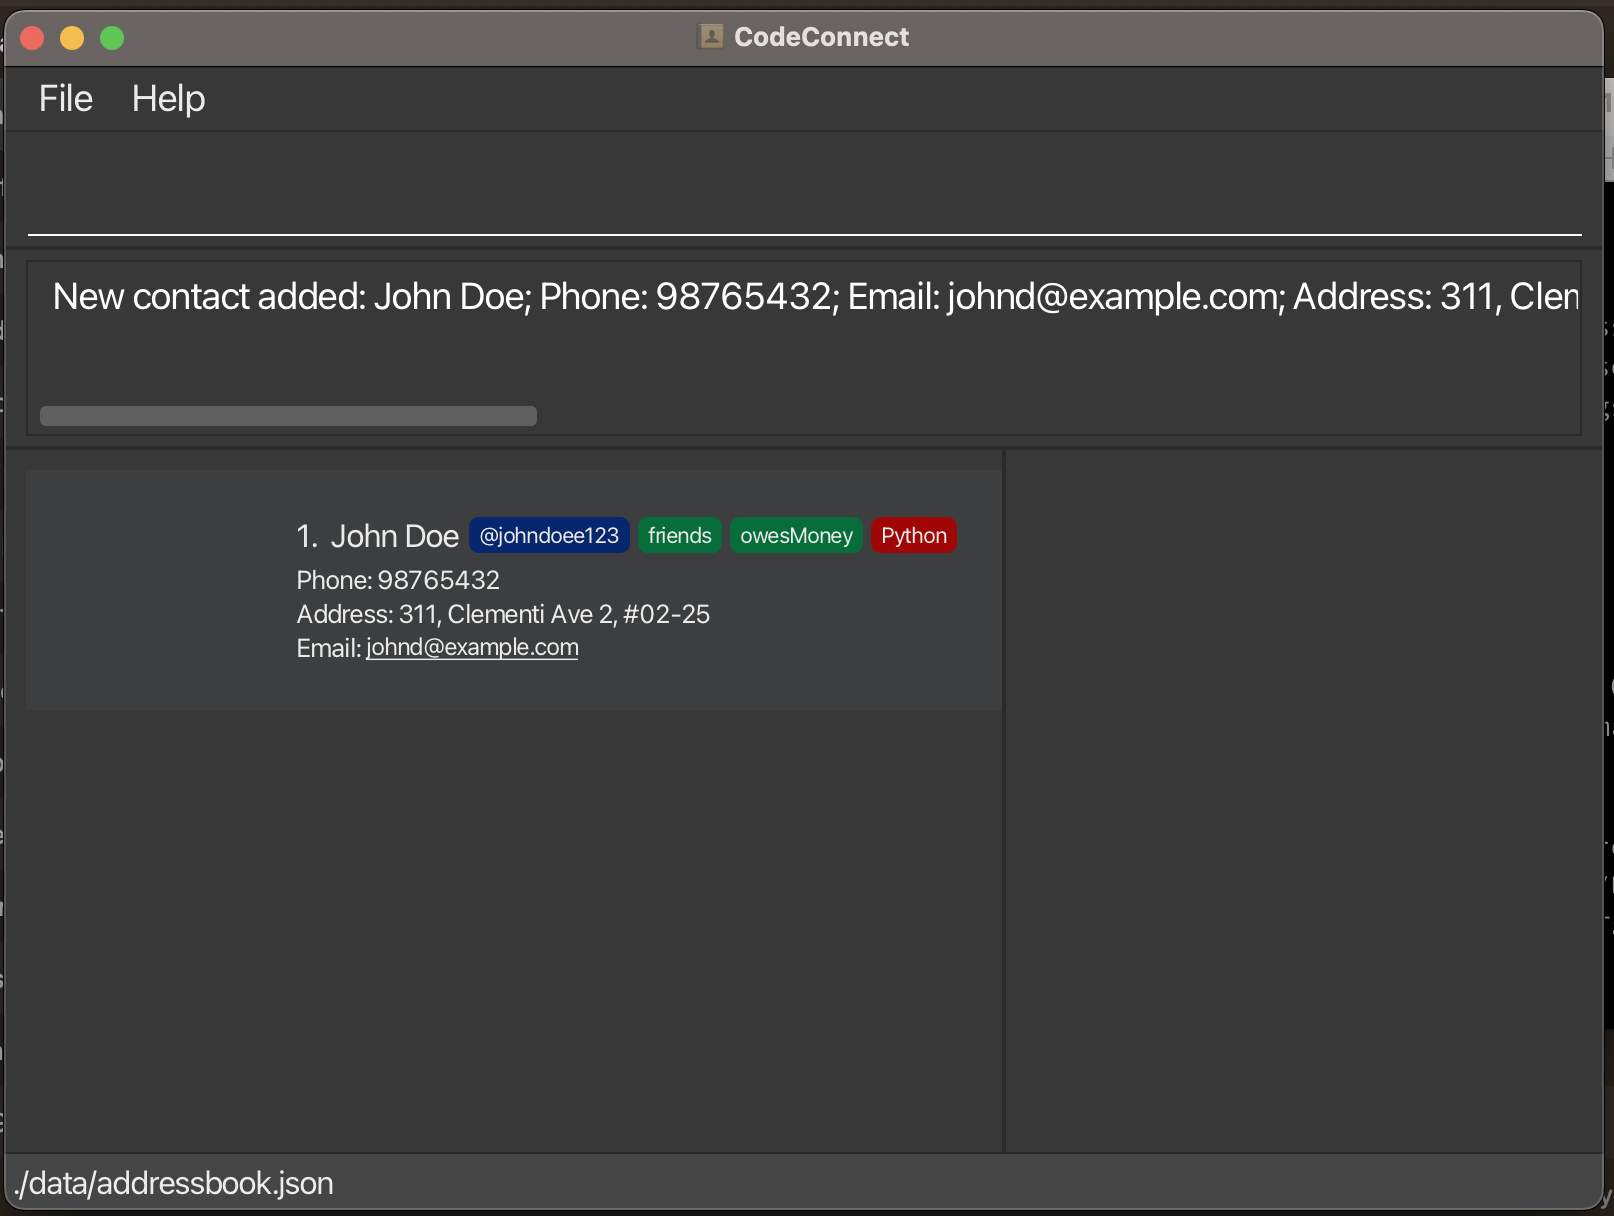 CodeConnect
File Help
New contact added: John Doe; Phone: 98765432; Email: johnd@example.com; Address: 311, Clem
1. John Doe @johndoee123 friends owesMoney Python
Phone: 98765432
Address: 311, Clementi Ave 2, #02-25
Email: johnd@example.com
./data/addressbook.json